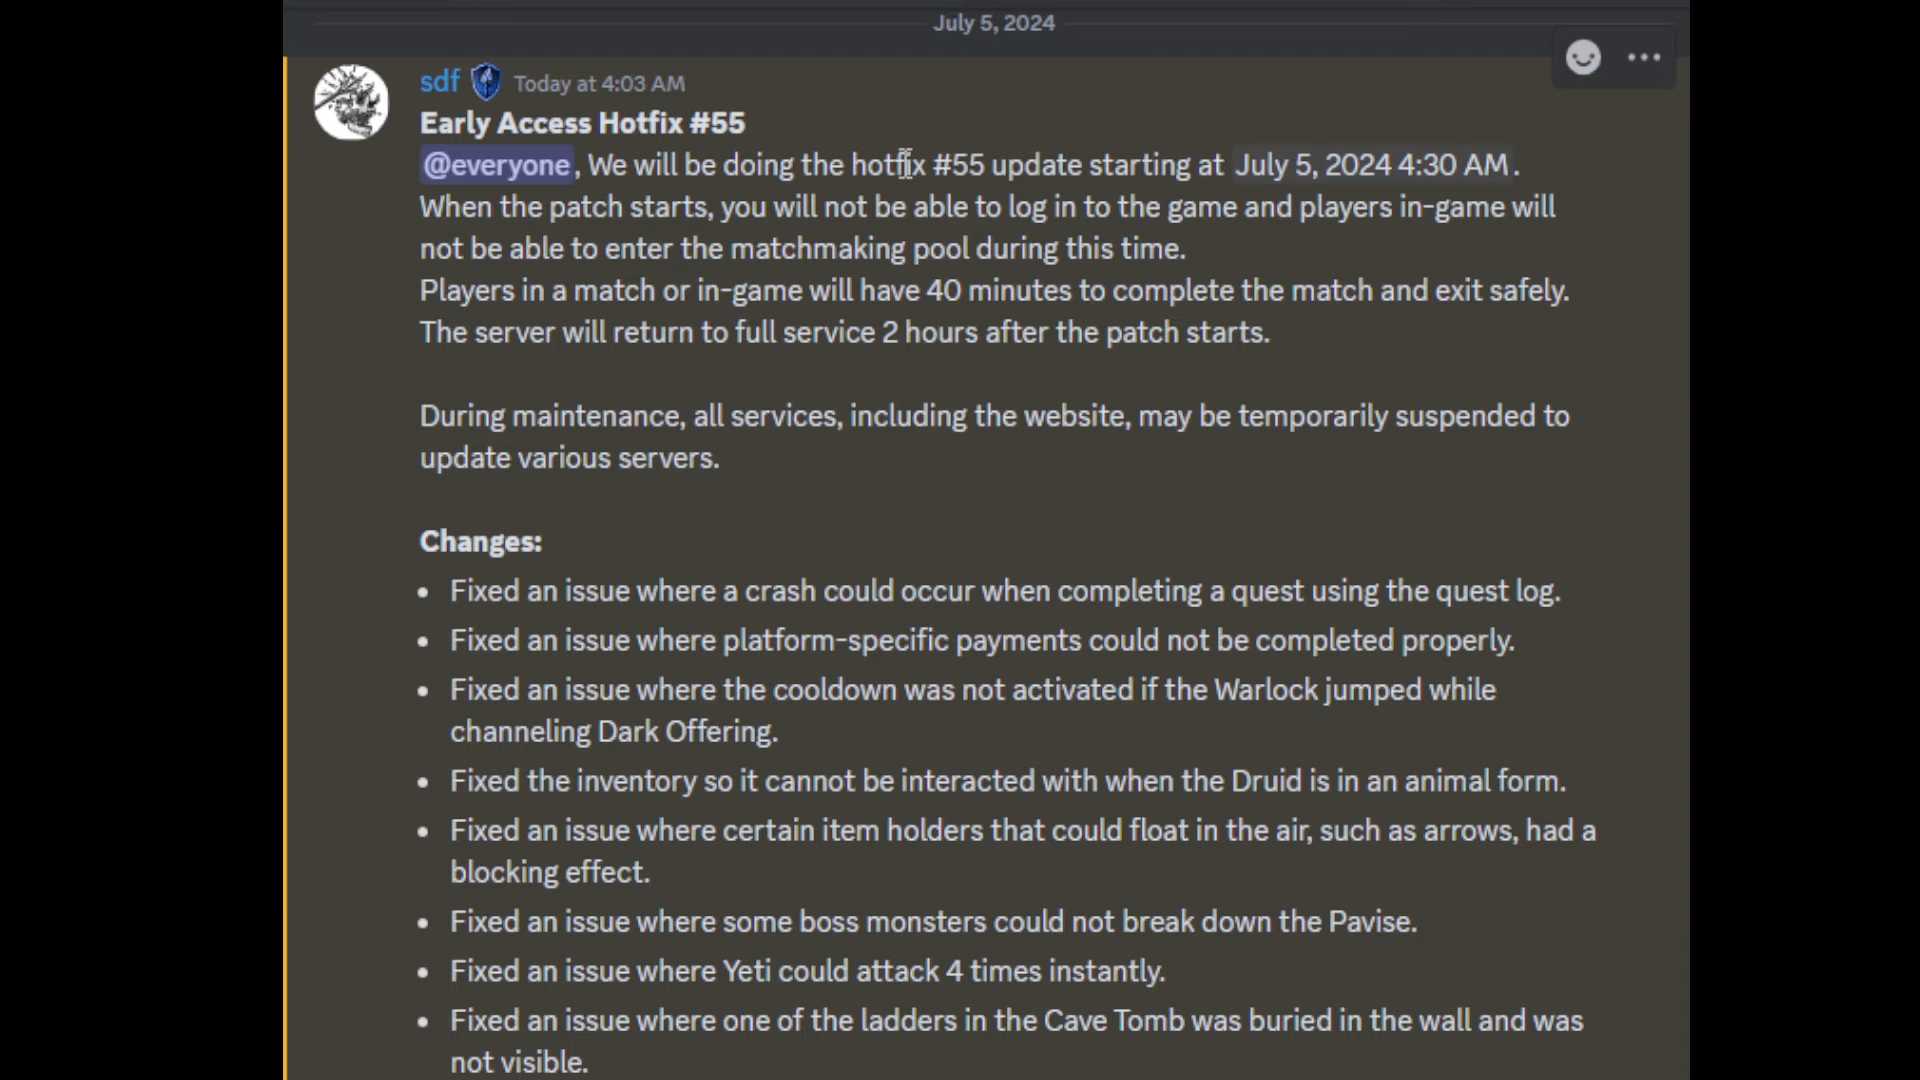 July 5, 2024
sdf Today at 4:03 AM
Early Access Hotfix #55
@everyone, We will be doing the hotfix #55 update starting at July 5, 2024 4:30 AM.
When the patch starts, you will not be able to log in to the game and players in-game will
not be able to enter the matchmaking pool during this time.
Players in a match or in-game will have 40 minutes to complete the match and exit safely.
The server will return to full service 2 hours after the patch starts.
During maintenance, all services, including the website, may be temporarily suspended to
update various servers.
Changes:
• Fixed an issue where a crash could occur when completing a quest using the quest log.
• Fixed an issue where platform-specific payments could not be completed properly.
• Fixed an issue where the cooldown was not activated if the Warlock jumped while
channeling Dark Offering.
• Fixed the inventory so it cannot be interacted with when the Druid is in an animal form.
• Fixed an issue where certain item holders that could float in the air, such as arrows, had a
blocking effect.
• Fixed an issue where some boss monsters could not break down the Pavise.
• Fixed an issue where Yeti could attack 4 times instantly.
• Fixed an issue where one of the ladders in the Cave Tomb was buried in the wall and was
not visible.